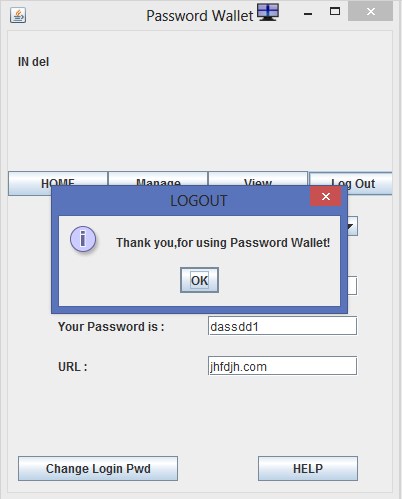 Password Wallet
IN del
HOME Manage View Log Out
LOGOUT
Thank you,for using Password Wallet!
OK
Your Password is : dassdd1
URL : jhfdjh.com
Change Login Pwd HELP